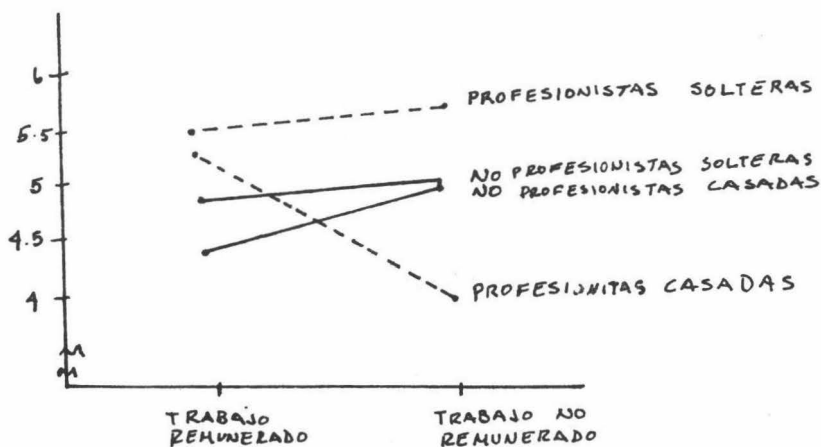 6
PROFESIONISTAS SOLTERAS
5.5
NO PROFESIONISTAS SOLTERAS
5
NO PROFESIONISTAS CASADAS
4.5
4
PROFESIONITAS CASADAS
TRABAJO
REMUNERADO
TRABAJO NO
REMUNERADO